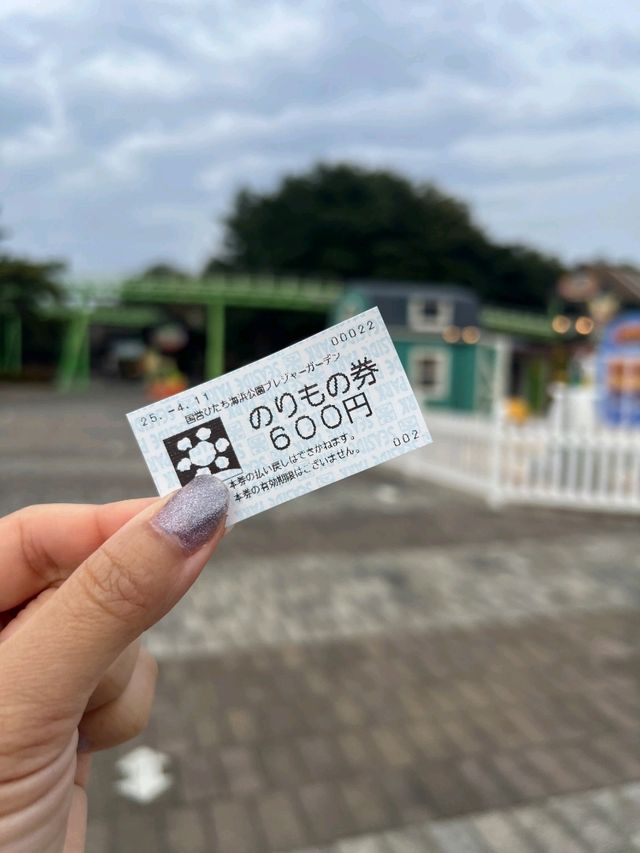 25.-4.11 00022
国営ひたち海浜公園プレジャーガーデン
のりもの券
600円
本券の払い戻しはできかねます。
本券の有効期限はございません。
002